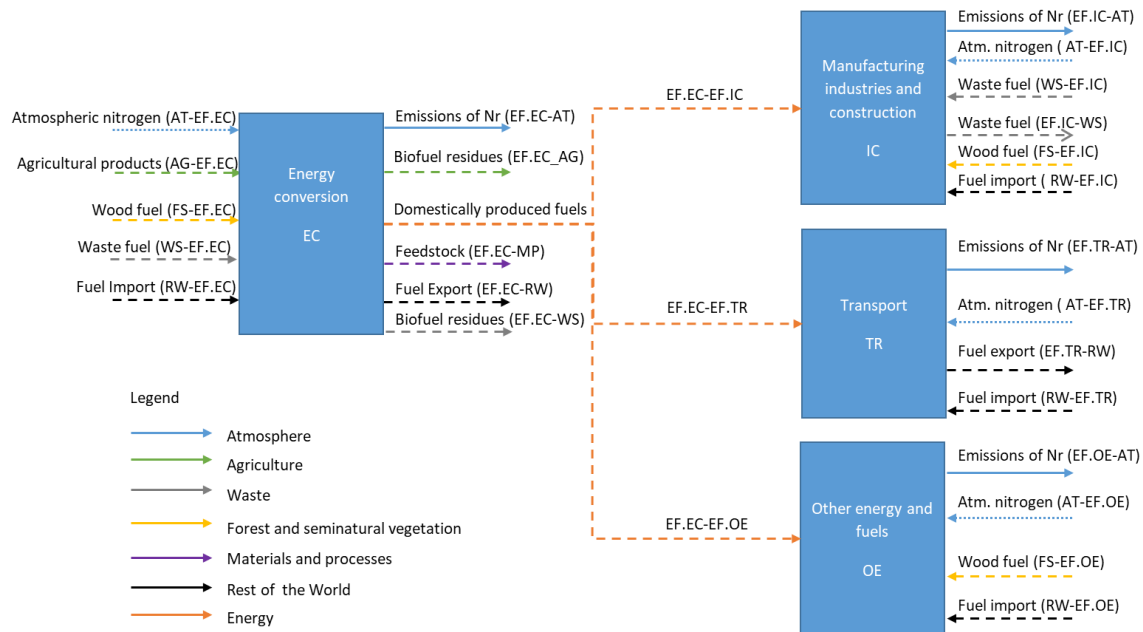 Atmospheric nitrogen (AT-EF.EC)
Agricultural products (AG-EF.EC)
Wood fuel (FS-EF.EC)
Waste fuel (WS-EF.EC)
Fuel Import (RW-EF.EC)
Energy
conversion
EC
Emissions of Nr (EF.EC-AT)
Biofuel residues (EF.EC_AG)
Domestically produced fuels
Feedstock (EF.EC-MP)
Fuel Export (EF.EC-RW)
Biofuel residues (EF.EC-WS)
EF.EC-EF.IC
EF.EC-EF.TR
EF.EC-EF.OE
Manufacturing
industries and
construction
IC
Emissions of Nr (EF.IC-AT)
Atm. nitrogen ( AT-EF.IC)
Waste fuel (WS-EF.IC)
Waste fuel (EF.IC-WS)
Wood fuel (FS-EF.IC)
Fuel import ( RW-EF.IC)
Transport
TR
Emissions of Nr (EF.TR-AT)
Atm. nitrogen ( AT-EF.TR)
Fuel export (EF.TR-RW)
Fuel import (RW-EF.TR)
Other energy and
fuels
OE
Emissions of Nr (EF.OE-AT)
Atm. nitrogen (AT-EF.OE)
Wood fuel (FS-EF.OE)
Fuel import (RW-EF.OE)
Legend
Atmosphere
Agriculture
Waste
Forest and seminatural vegetation
Materials and processes
Rest of the World
Energy